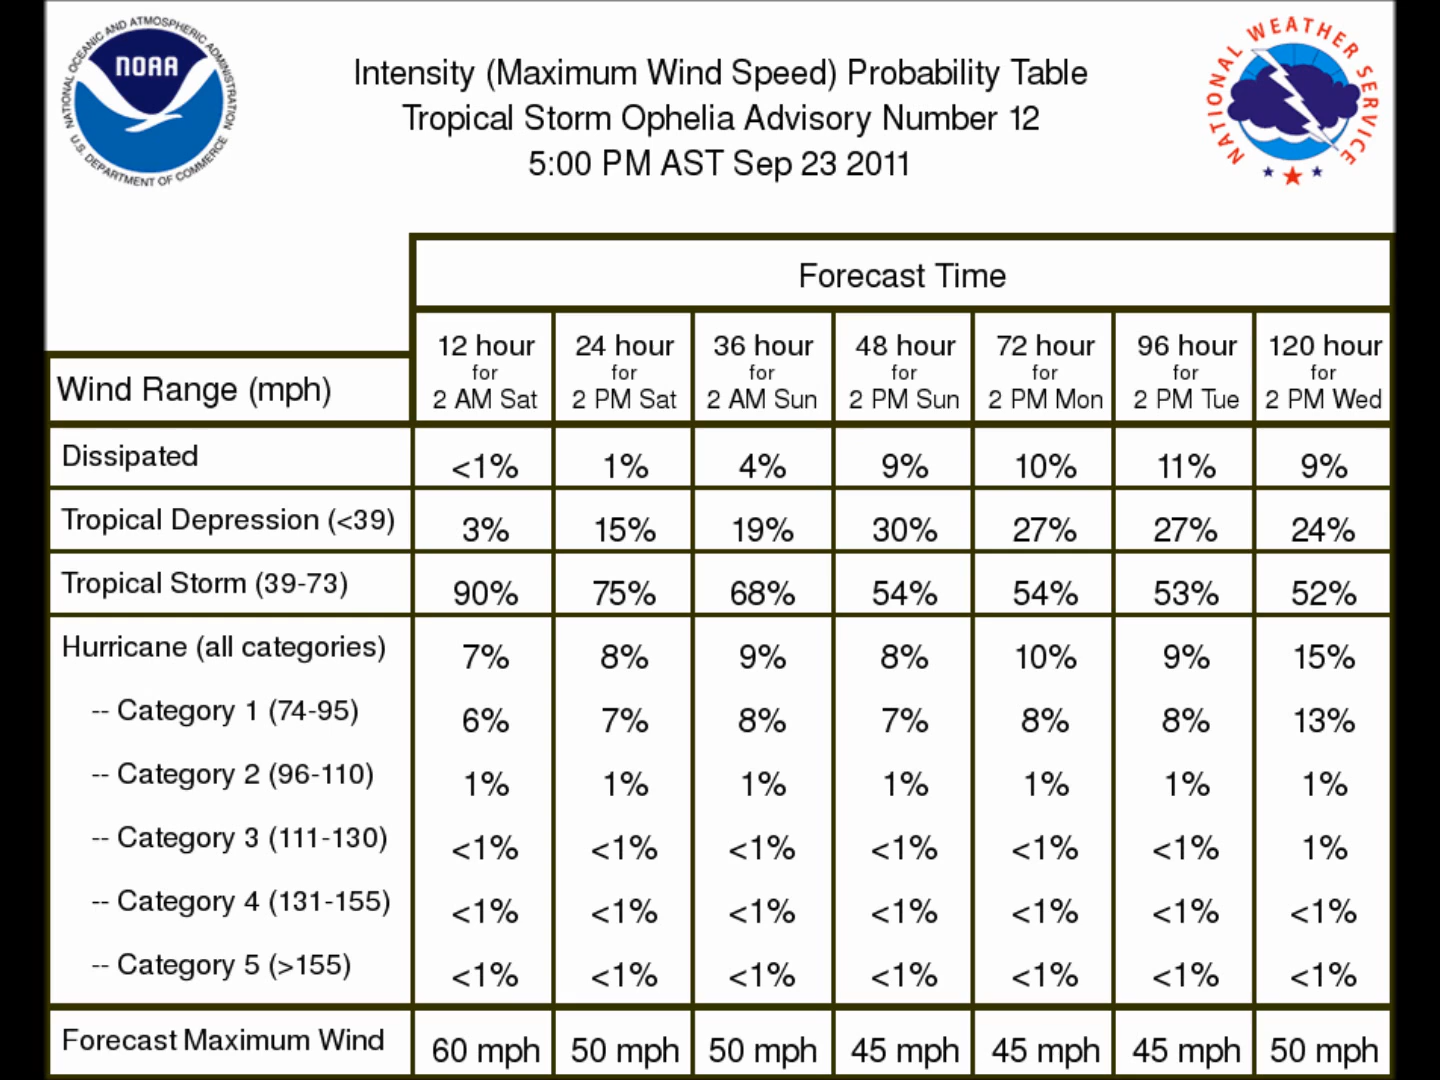 NATIONAL OCEANIC AND ATMOSPHERIC ADMINISTRATION
NOAA
U.S. DEPARTMENT OF COMMERCE
Intensity (Maximum Wind Speed) Probability Table
Tropical Storm Ophelia Advisory Number 12
5:00 PM AST Sep 23 2011
NATIONAL WEATHER SERVICE
Forecast Time
Wind Range (mph)
12 hour for 2 AM Sat
24 hour for 2 PM Sat
36 hour for 2 AM Sun
48 hour for 2 PM Sun
72 hour for 2 PM Mon
96 hour for 2 PM Tue
120 hour for 2 PM Wed
Dissipated <1% 1% 4% 9% 10% 11% 9%
Tropical Depression (<39) 3% 15% 19% 30% 27% 27% 24%
Tropical Storm (39-73) 90% 75% 68% 54% 54% 53% 52%
Hurricane (all categories) 7% 8% 9% 8% 10% 9% 15%
-- Category 1 (74-95) 6% 7% 8% 7% 8% 8% 13%
-- Category 2 (96-110) 1% 1% 1% 1% 1% 1% 1%
-- Category 3 (111-130) <1% <1% <1% <1% <1% <1% 1%
-- Category 4 (131-155) <1% <1% <1% <1% <1% <1% <1%
-- Category 5 (>155) <1% <1% <1% <1% <1% <1% <1%
Forecast Maximum Wind 60 mph 50 mph 50 mph 45 mph 45 mph 45 mph 50 mph